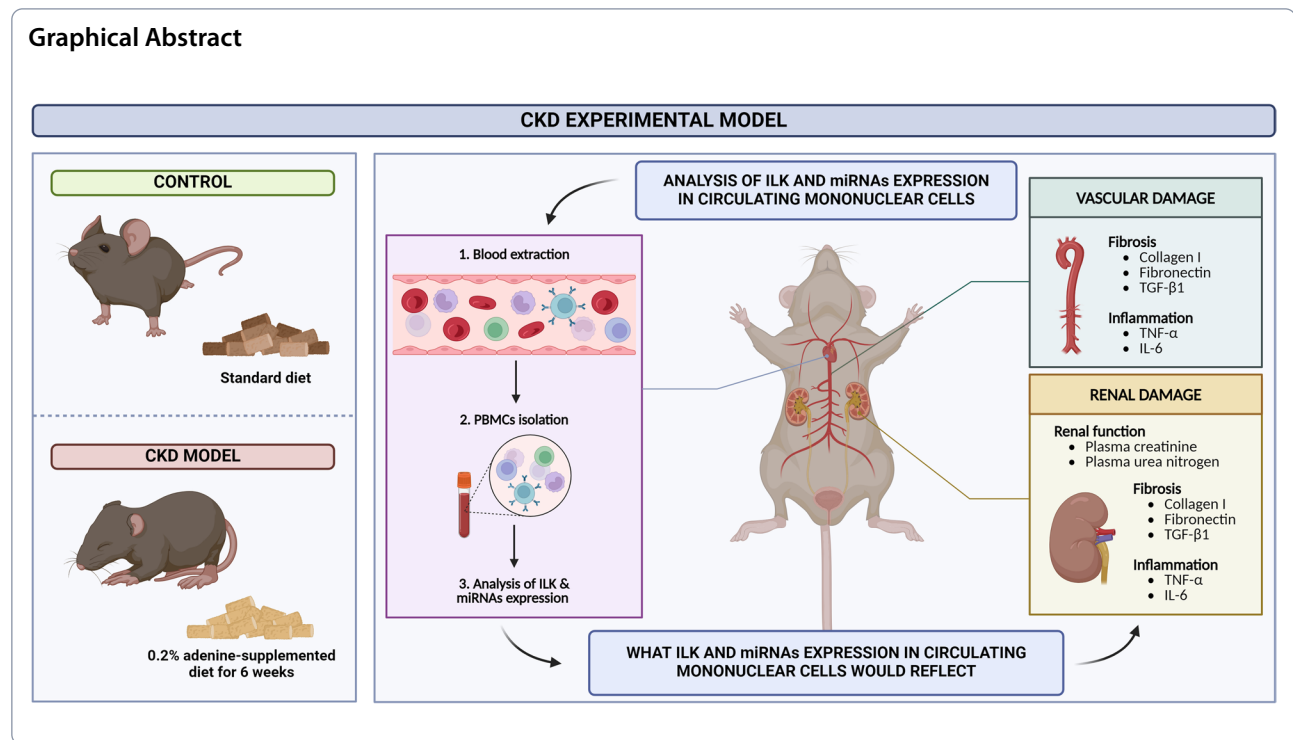 Graphical Abstract
CKD EXPERIMENTAL MODEL
CONTROL
Standard diet
CKD MODEL
0.2% adenine-supplemented
diet for 6 weeks
ANALYSIS OF ILK AND miRNAs EXPRESSION
IN CIRCULATING MONONUCLEAR CELLS
1. Blood extraction
2. PBMCs isolation
3. Analysis of ILK &
miRNAs expression
WHAT ILK AND miRNAs EXPRESSION IN CIRCULATING
MONONUCLEAR CELLS WOULD REFLECT
VASCULAR DAMAGE
Fibrosis
• Collagen I
• Fibronectin
• TGF-β1
Inflammation
• TNF-α
• IL-6
RENAL DAMAGE
Renal function
• Plasma creatinine
• Plasma urea nitrogen
Fibrosis
• Collagen I
• Fibronectin
• TGF-β1
Inflammation
• TNF-α
• IL-6